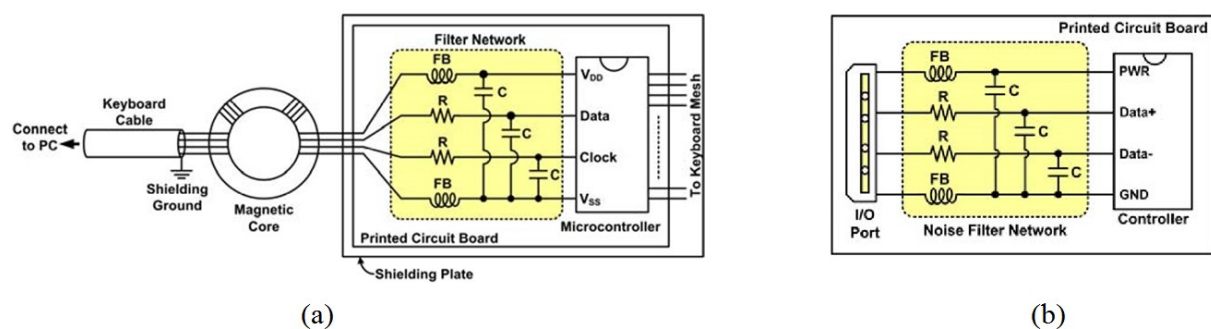 Filter Network
FB
C
R
C
R
C
FB
V_DD
Data
Clock
V_SS
Microcontroller
To Keyboard Mesh
Keyboard
Cable
Connect
to PC
Shielding
Ground
Magnetic
Core
Printed Circuit Board
Shielding Plate
(a)
Printed Circuit Board
FB
C
R
C
R
C
FB
PWR
Data+
Data-
GND
Controller
I/O
Port
Noise Filter Network
(b)